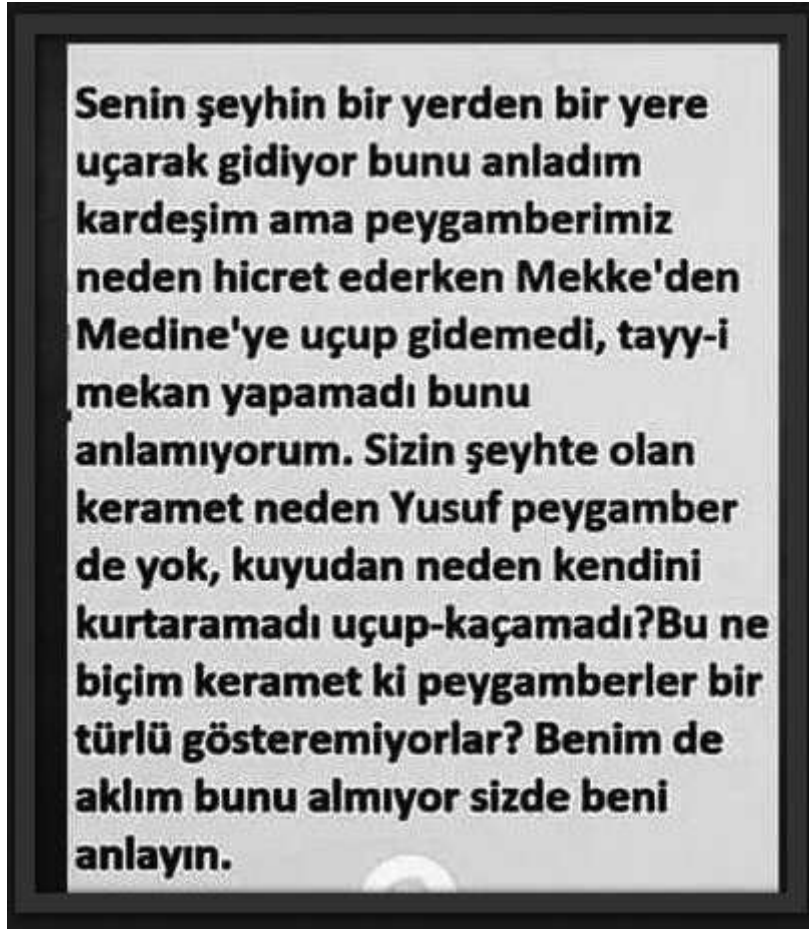 Senin şeyhin bir yerden bir yere
uçarak gidiyor bunu anladım
kardeşim ama peygamberimiz
neden hicret ederken Mekke'den
Medine'ye uçup gidemedi, tayy-i
mekan yapamadı bunu
anlamıyorum. Sizin şeyhte olan
keramet neden Yusuf peygamber
de yok, kuyudan neden kendini
kurtaramadı uçup-kaçamadı?Bu ne
biçim keramet ki peygamberler bir
türlü gösteremiyorlar? Benim de
aklım bunu almıyor sizde beni
anlayın.